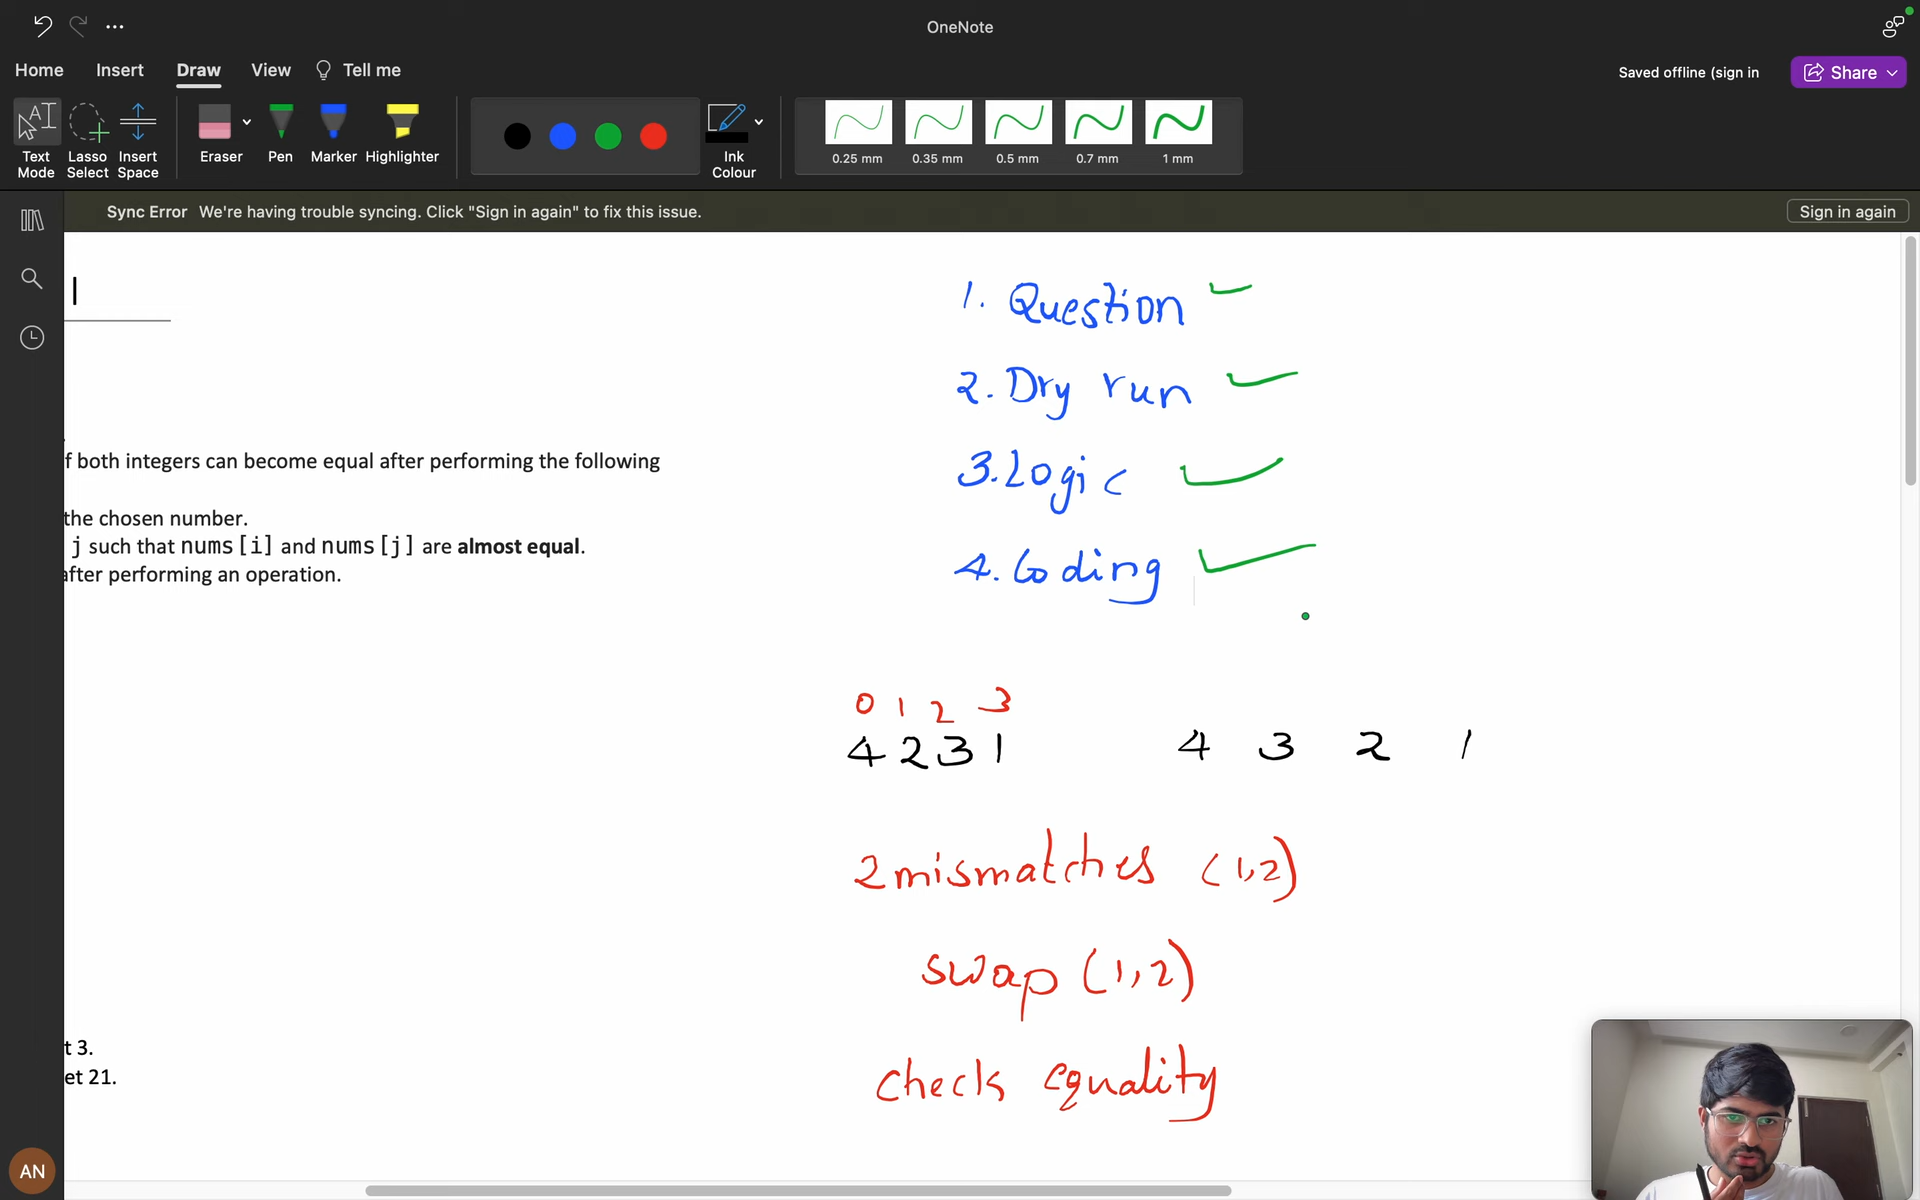 OneNote
Home Insert Draw View Tell me
Saved offline (sign in
Share
Text Mode
Lasso Select
Insert Space
Eraser
Pen
Marker
Highlighter
Ink Colour
0.25 mm
0.35 mm
0.5 mm
0.7 mm
1 mm
Sync Error We're having trouble syncing. Click "Sign in again" to fix this issue.
Sign in again
1. Question
2. Dry run
3. Logic
4. Coding
f both integers can become equal after performing the following
the chosen number.
j such that nums[i] and nums[j] are almost equal.
after performing an operation.
0 1 2 3
4 2 3 1 4 3 2 1
2 mismatches (1,2)
swap (1,2)
check equality
t 3.
et 21.
AN